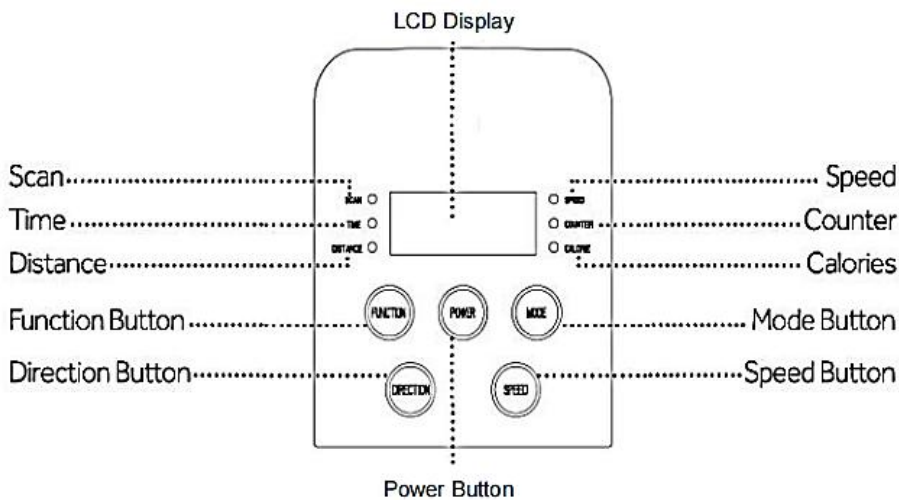 LCD Display
Scan
SCAN
SPEED
Speed
Time
TIME
COUNTER
Counter
Distance
DISTANCE
CALORIE
Calories
Function Button
FUNCTION
POWER
MODE
Mode Button
Direction Button
DIRECTION
SPEED
Speed Button
Power Button